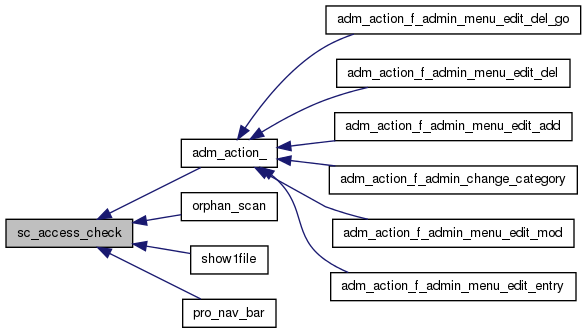 adm_action_f_admin_menu_edit_del_go
adm_action_f_admin_menu_edit_del
adm_action_f_admin_menu_edit_add
adm_action_
adm_action_f_admin_change_category
orphan_scan
sc_access_check
adm_action_f_admin_menu_edit_mod
show1file
adm_action_f_admin_menu_edit_entry
pro_nav_bar